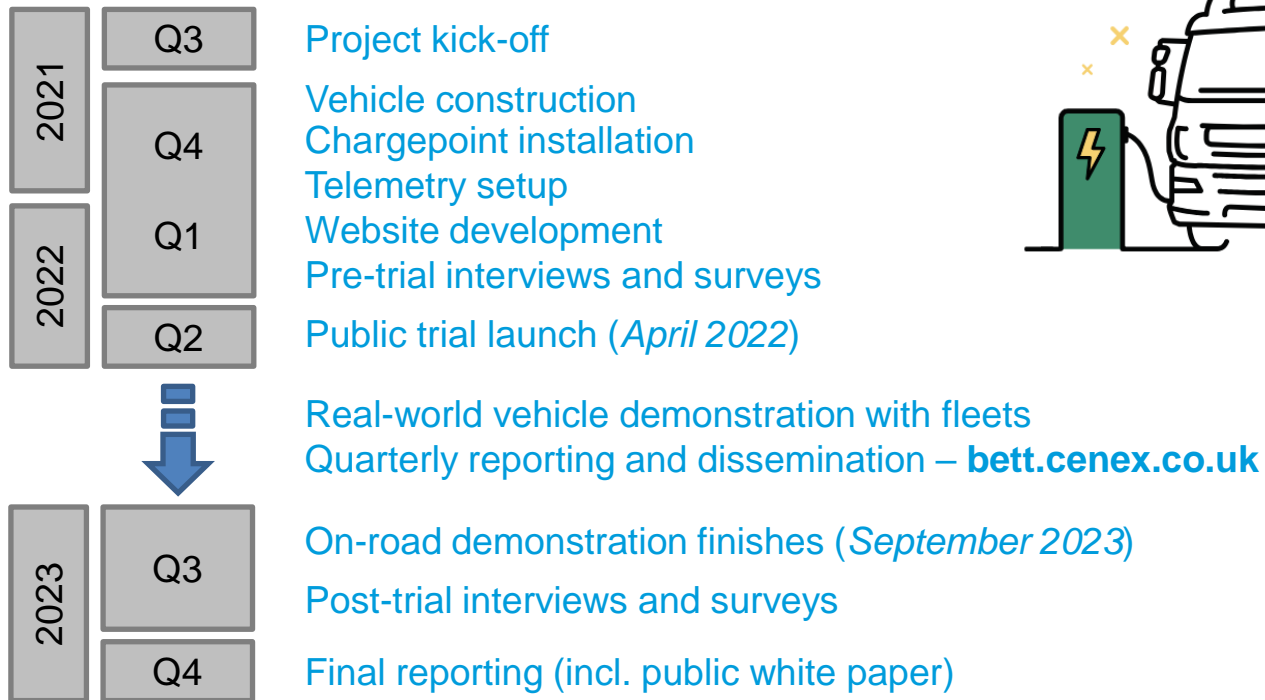 2021
Q3
Project kick-off
Q4
Vehicle construction
Chargepoint installation
Telemetry setup
2022
Q1
Website development
Pre-trial interviews and surveys
Q2
Public trial launch (April 2022)
Real-world vehicle demonstration with fleets
Quarterly reporting and dissemination – bett.cenex.co.uk
2023
Q3
On-road demonstration finishes (September 2023)
Post-trial interviews and surveys
Q4
Final reporting (incl. public white paper)